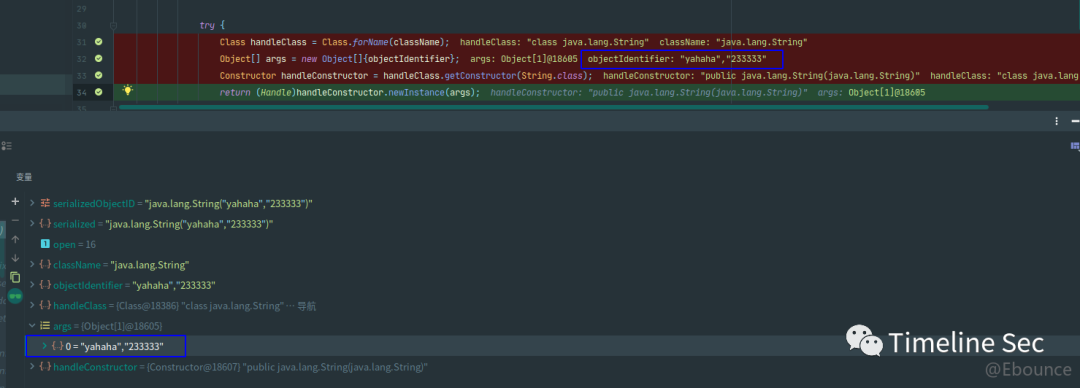 29
30 try {
31 Class handleClass = Class.forName(className); handleClass: "class java.lang.String" className: "java.lang.String"
32 Object[] args = new Object[]{objectIdentifier}; args: Object[1]@18605 objectIdentifier: "yahaha","233333"
33 Constructor handleConstructor = handleClass.getConstructor(String.class); handleConstructor: "public java.lang.String(java.lang.String)" handleClass: "class java.lang
34 return (Handle)handleConstructor.newInstance(args); handleConstructor: "public java.lang.String(java.lang.String)" args: Object[1]@18605
变量
serializedObjectID = "java.lang.String("yahaha","233333")"
serialized = "java.lang.String("yahaha","233333")"
open = 16
className = "java.lang.String"
objectIdentifier = "yahaha","233333"
handleClass = {Class@18386} "class java.lang.String" ... 导航
args = {Object[1]@18605}
0 = "yahaha","233333"
handleConstructor = {Constructor@18607} "public java.lang.String(java.lang.String)"
Timeline Sec
@Ebounce